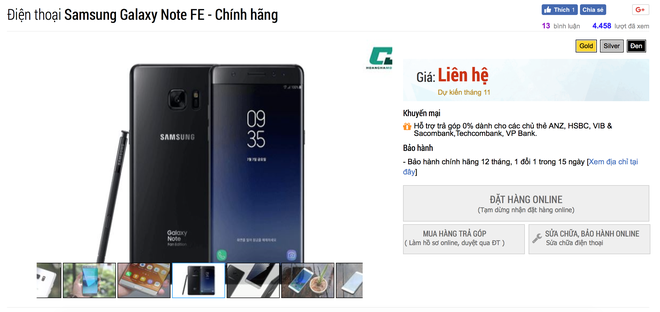 Điện thoại Samsung Galaxy Note FE - Chính hãng
Thích 1 Chia sẻ G+
13 bình luận 4.458 lượt đã xem
Gold Silver Đen
Giá: Liên hệ
Dự kiến tháng 11
Khuyến mại
Hỗ trợ trả góp 0% dành cho các chủ thẻ ANZ, HSBC, VIB &
Sacombank,Techcombank, VP Bank.
Bảo hành
- Bảo hành chính hãng 12 tháng, 1 đổi 1 trong 15 ngày [Xem địa chỉ tại
đây]
ĐẶT HÀNG ONLINE
(Tạm dừng nhận đặt hàng online)
MUA HÀNG TRẢ GÓP
( Làm hồ sơ online, duyệt qua ĐT )
SỬA CHỮA, BẢO HÀNH ONLINE
Sửa chữa điện thoại
SAMSUNG
Galaxy
Note
09
35